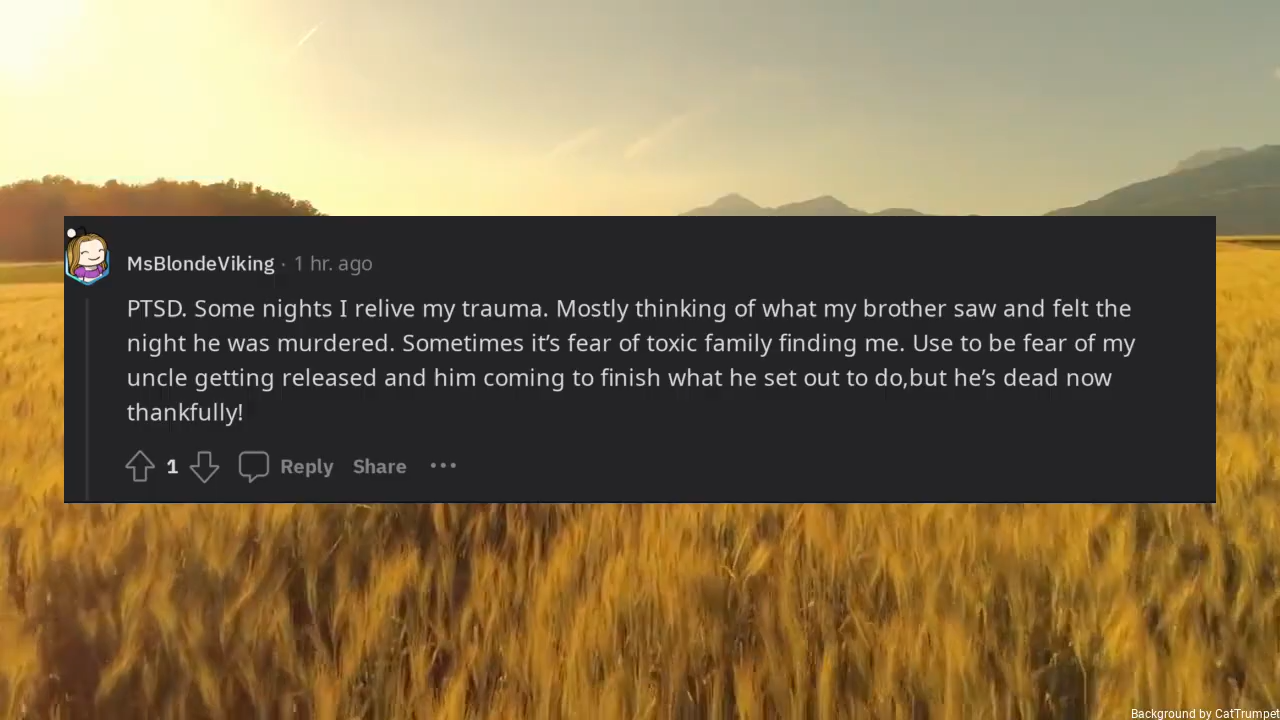 MsBlondeViking · 1 hr. ago
PTSD. Some nights I relive my trauma. Mostly thinking of what my brother saw and felt the
night he was murdered. Sometimes it’s fear of toxic family finding me. Use to be fear of my
uncle getting released and him coming to finish what he set out to do,but he’s dead now
thankfully!
1 Reply Share ···
Background by CatTrumpet